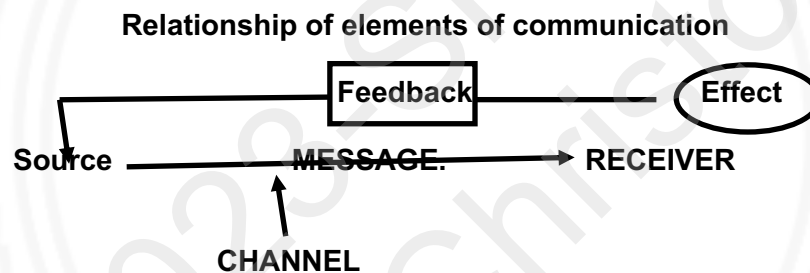 Relationship of elements of communication
Feedback Effect
Source MESSAGE. RECEIVER
CHANNEL